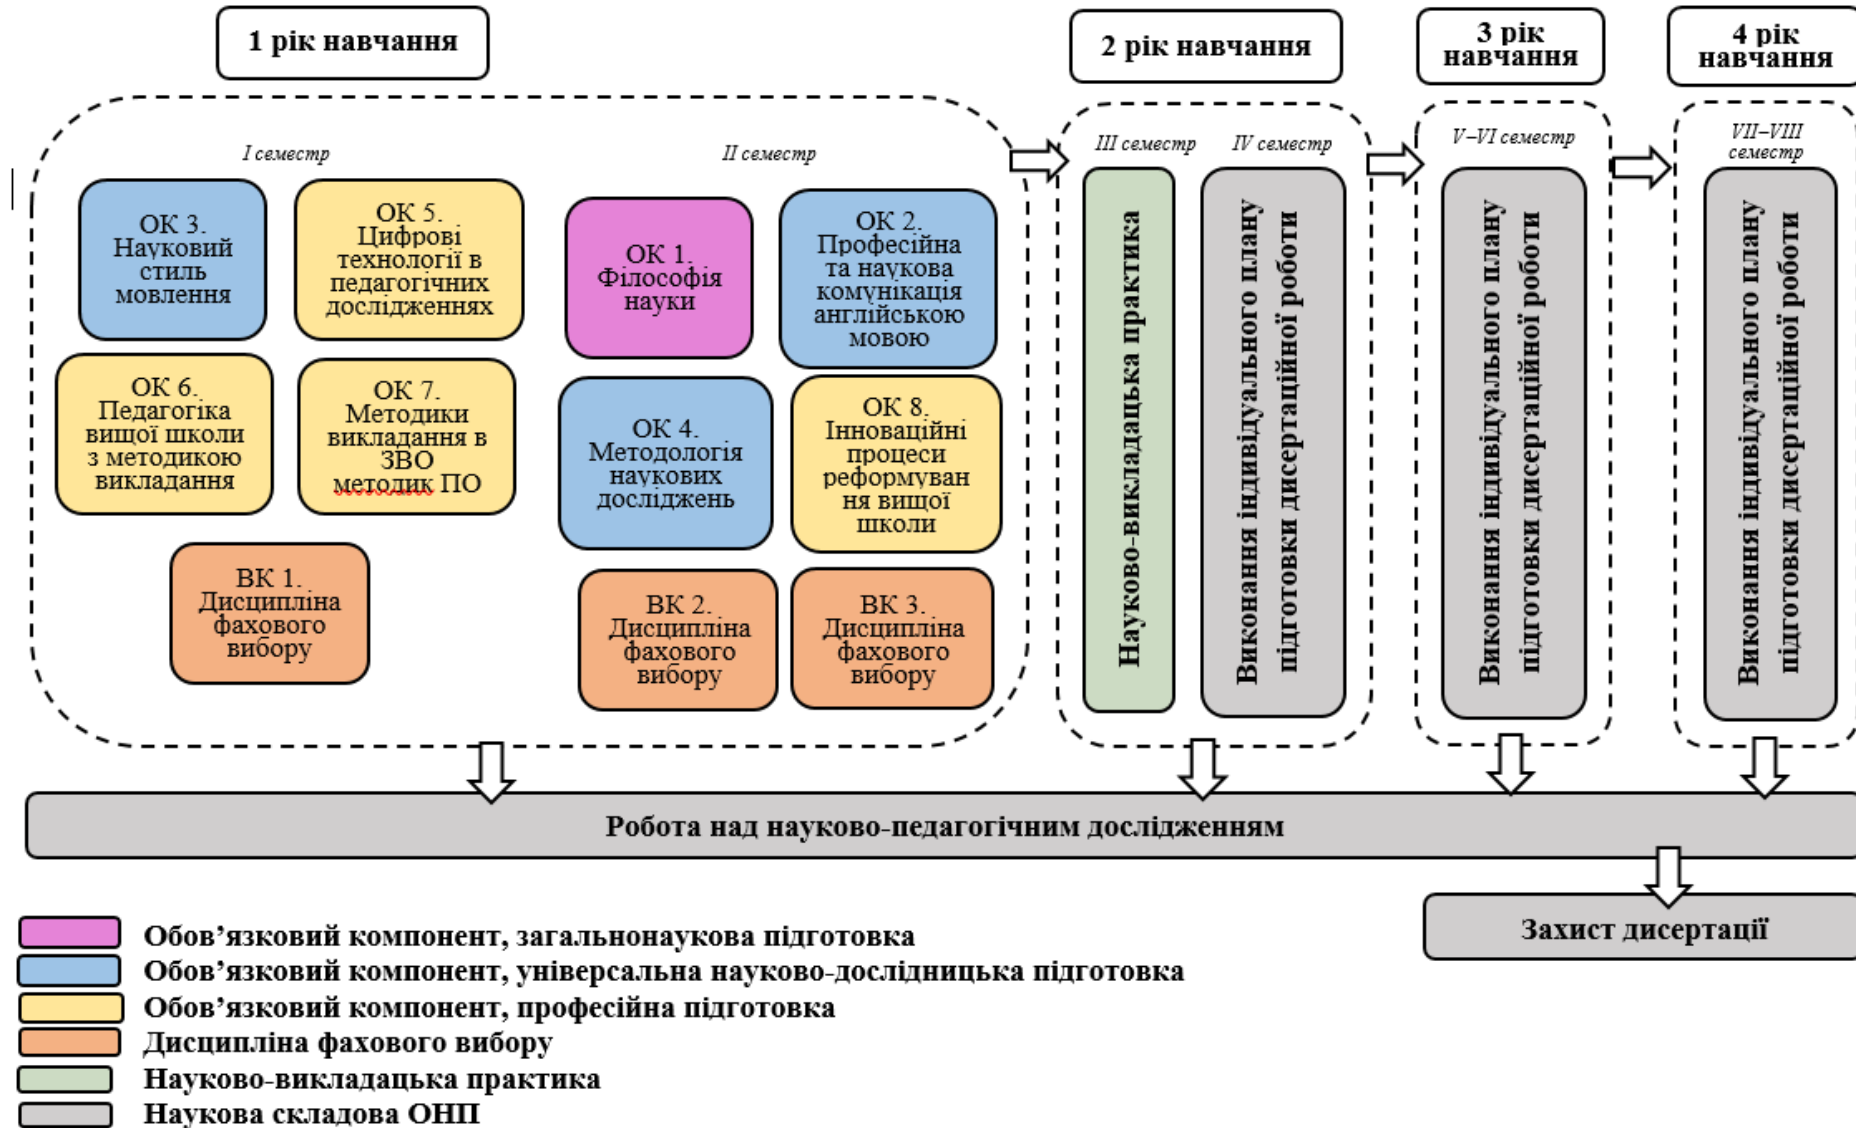 1 рік навчання
2 рік навчання
3 рік
навчання
4 рік
навчання
I семестр
II семестр
III семестр
IV семестр
V–VI семестр
VII–VIII
семестр
ОК 3.
Науковий
стиль
мовлення
ОК 5.
Цифрові
технології в
педагогічних
дослідженнях
ОК 1.
Філософія
науки
ОК 2.
Професійна
та наукова
комунікація
англійською
мовою
ОК 6.
Педагогіка
вищої школи
з методикою
викладання
ОК 7.
Методики
викладання в
ЗВО
методик ПО
ОК 4.
Методологія
наукових
досліджень
ОК 8.
Інноваційні
процеси
реформуван
ня вищої
школи
ВК 1.
Дисципліна
фахового
вибору
ВК 2.
Дисципліна
фахового
вибору
ВК 3.
Дисципліна
фахового
вибору
Науково-викладацька практика
Виконання індивідуального плану
підготовки дисертаційної роботи
Виконання індивідуального плану
підготовки дисертаційної роботи
Виконання індивідуального плану
підготовки дисертаційної роботи
Робота над науково-педагогічним дослідженням
Захист дисертації
Обов’язковий компонент, загальнонаукова підготовка
Обов’язковий компонент, універсальна науково-дослідницька підготовка
Обов’язковий компонент, професійна підготовка
Дисципліна фахового вибору
Науково-викладацька практика
Наукова складова ОНП